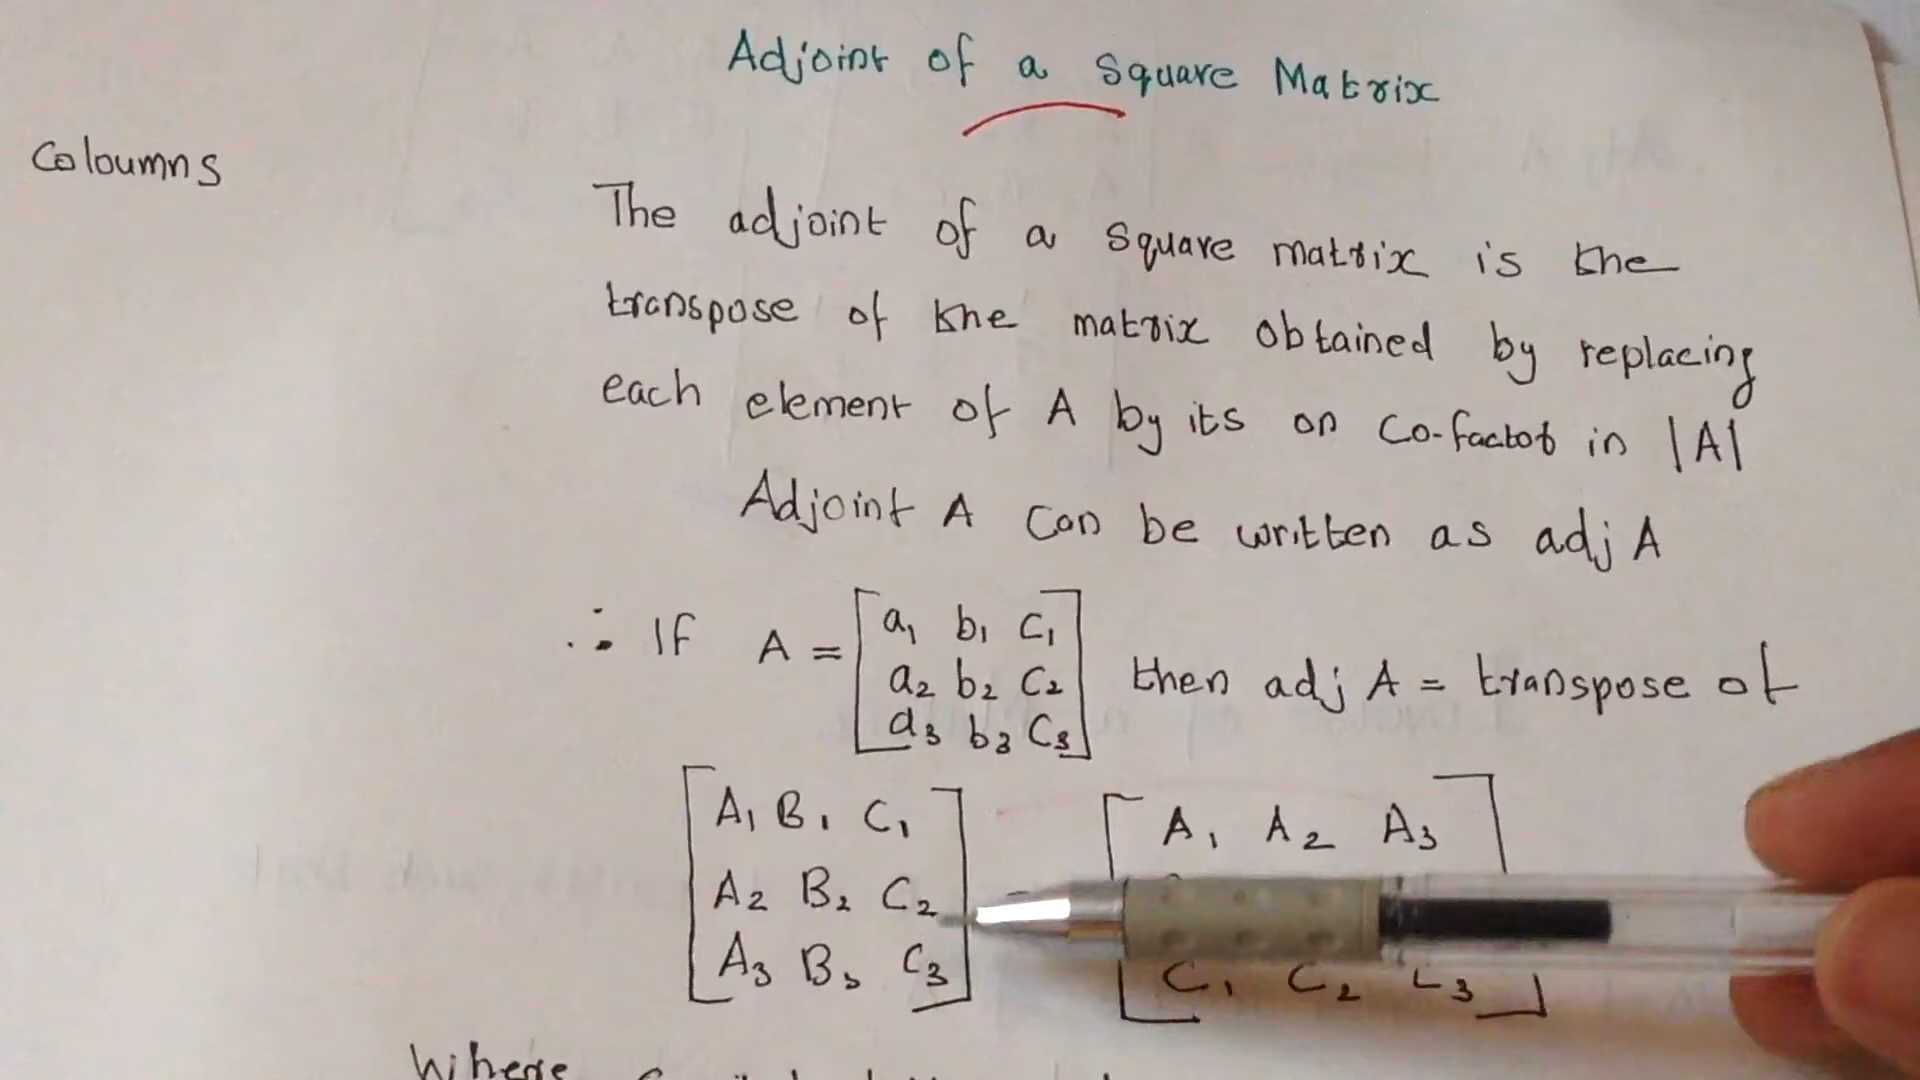 Adjoint of a Square Matrix
Coloumns
The adjoint of a square matrix is the
transpose of the matrix obtained by replacing
each element of A by its on Co-factor in |A|
Adjoint A Can be written as adj A
∴ If A = [a₁ b₁ c₁
a₂ b₂ c₂
a₃ b₃ c₃] then adj A = transpose of
[A₁ B₁ C₁
A₂ B₂ C₂
A₃ B₃ C₃]
[A₁ A₂ A₃
C₁ C₂ C₃]
Where